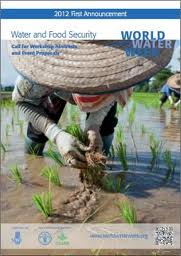 2012 First Announcement
Water and Food Security
Call for Workshop Abstracts
and Event Proposals
WORLD
WATER
www.worldwaterweek.org